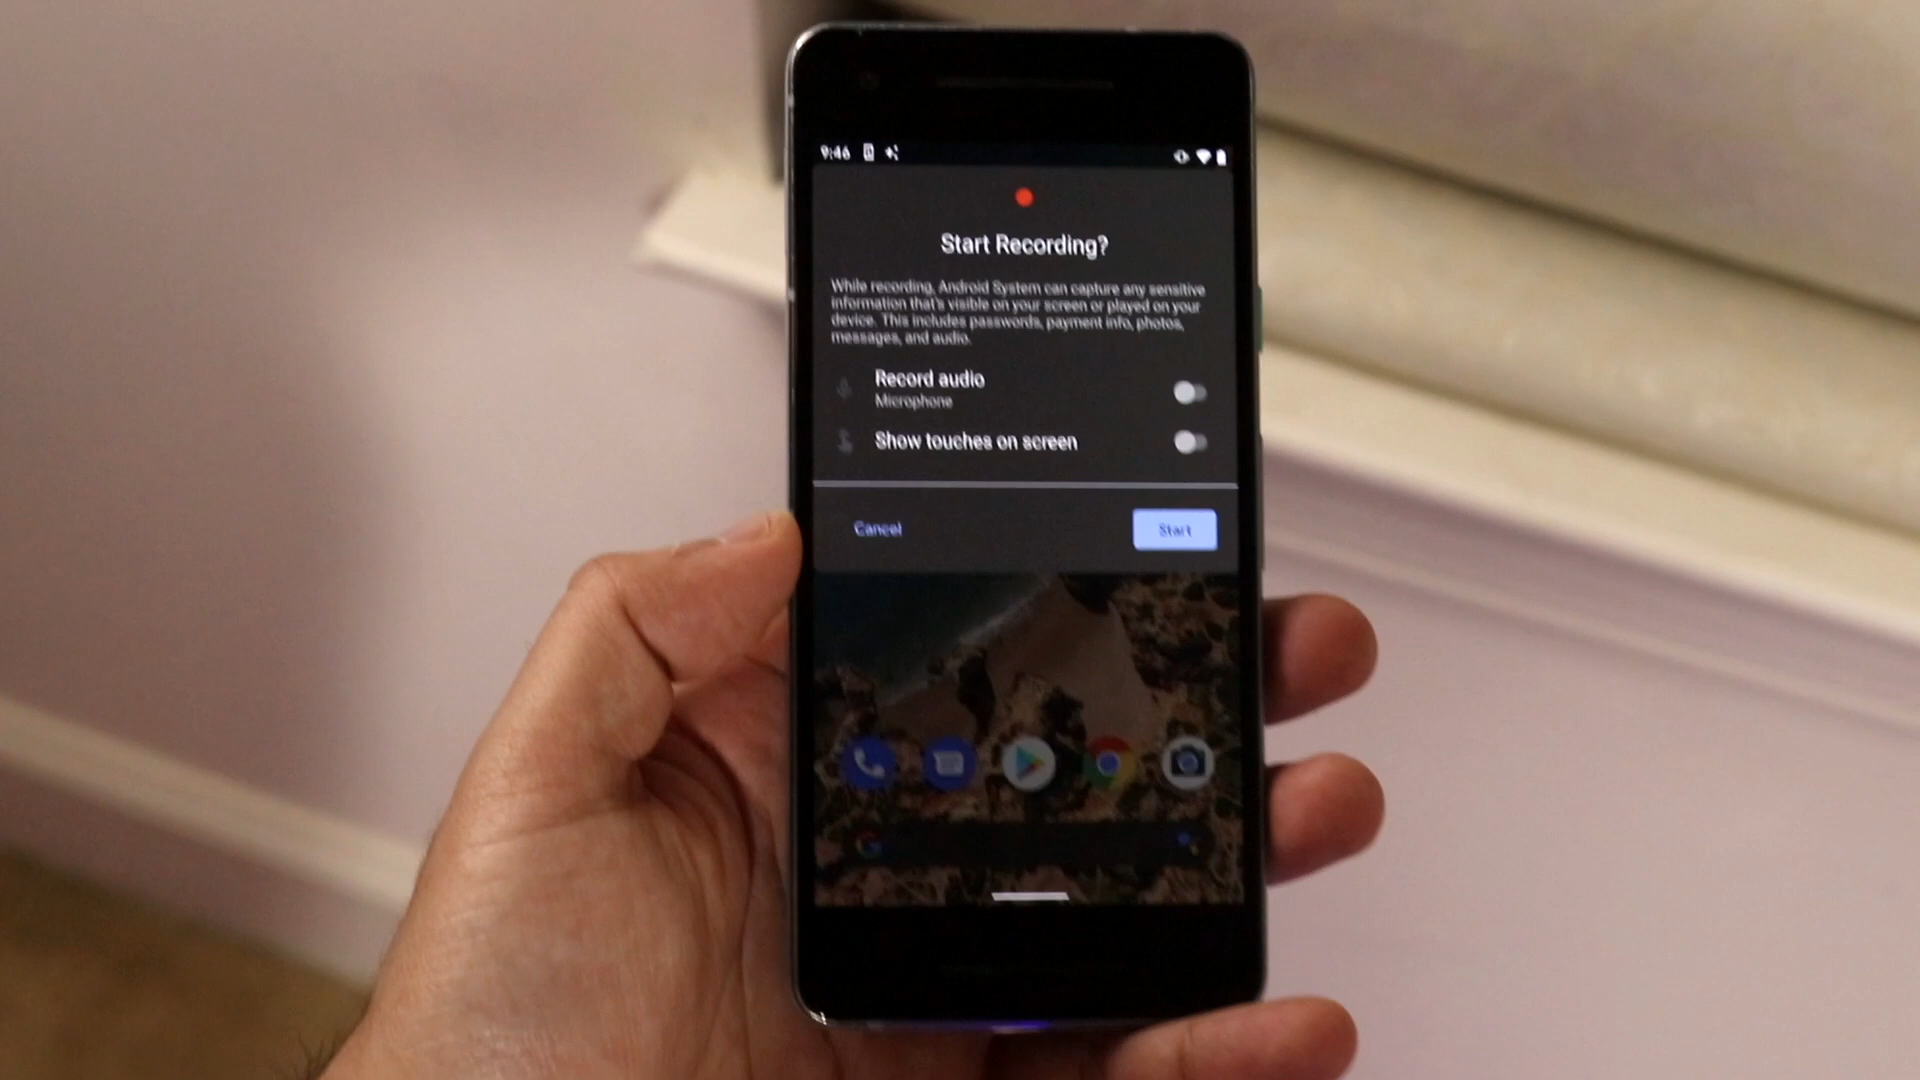 9:46
Start Recording?
While recording, Android System can capture any sensitive
information that's visible on your screen or played on your
device. This includes passwords, payment info, photos,
messages, and audio.
Record audio
Microphone
Show touches on screen
Cancel
Start